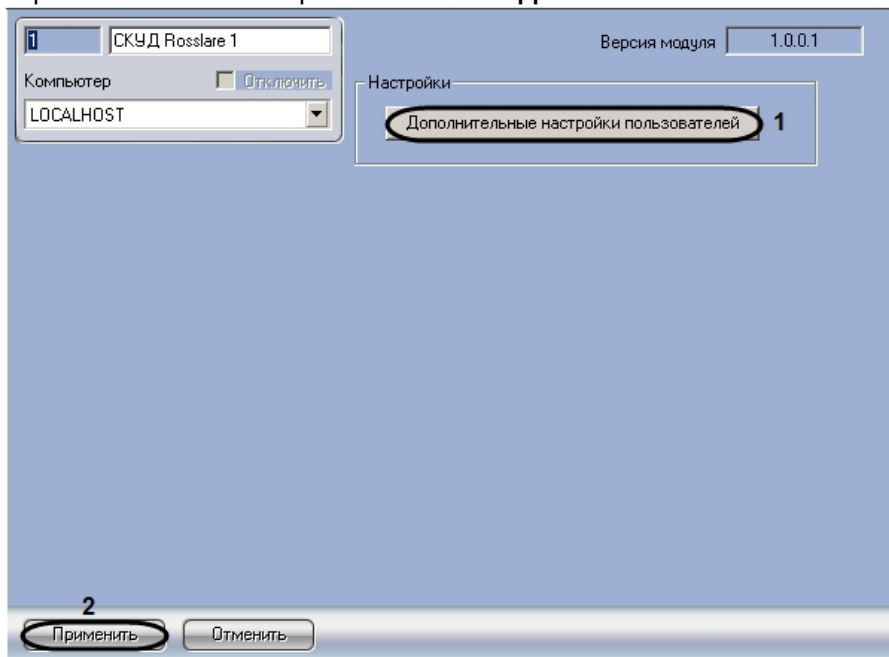 1 СКУД Rosslare 1
Версия модуля 1.0.0.1
Компьютер Отключить
LOCALHOST
Настройки
Дополнительные настройки пользователей 1
2
Применить Отменить